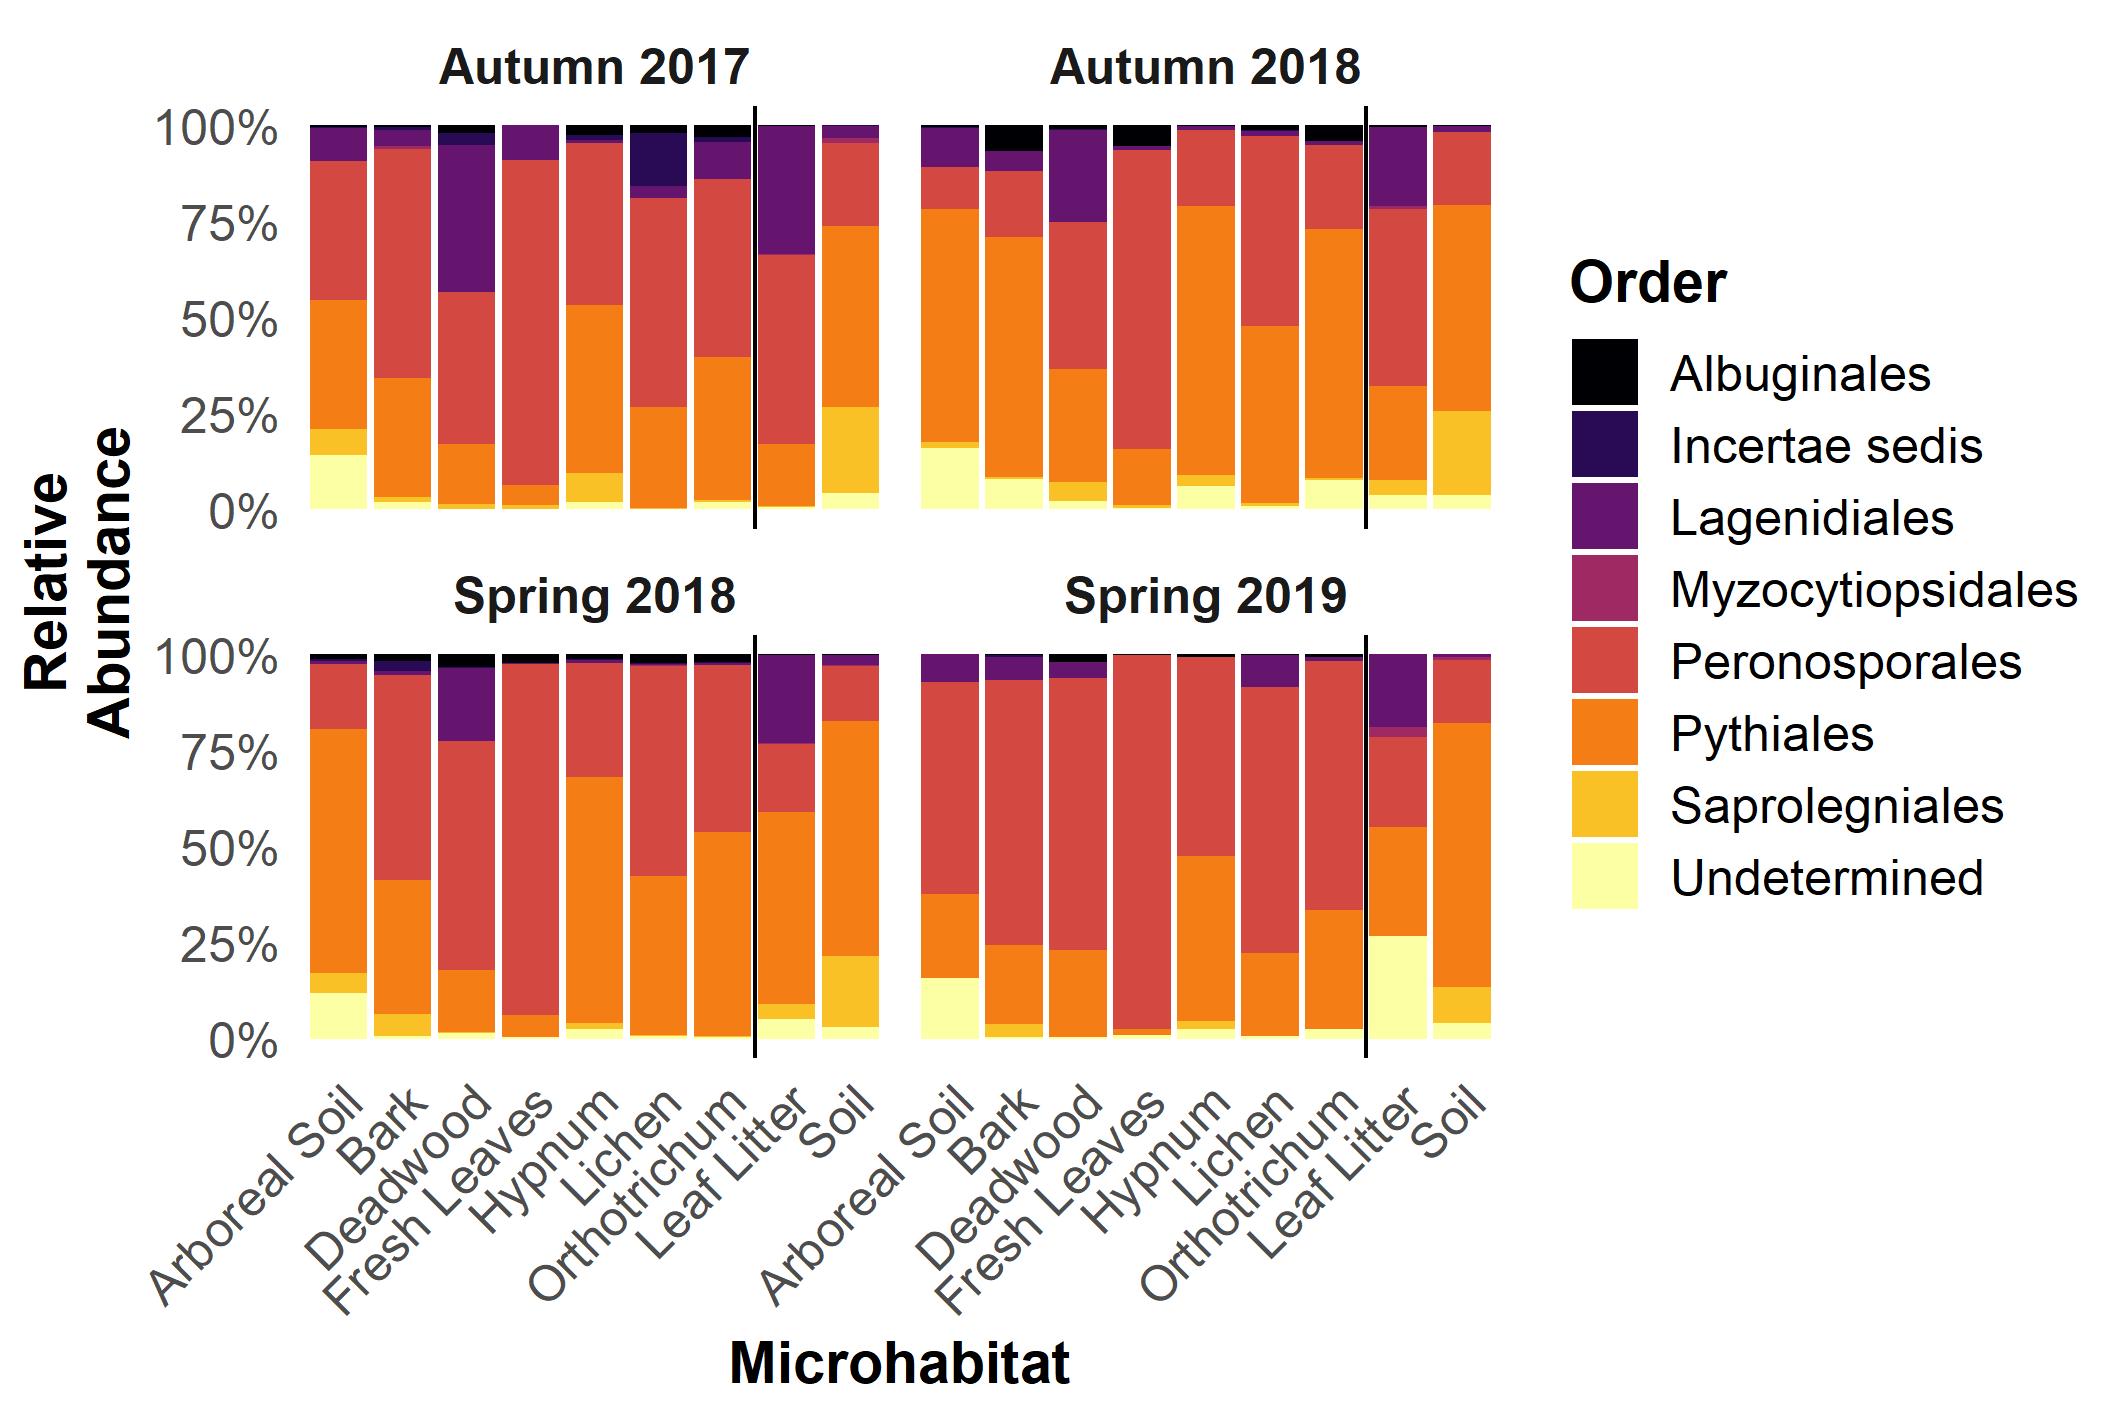 Autumn 2017
Autumn 2018
100%
75%
50%
25%
0%
Spring 2018
Spring 2019
100%
75%
50%
25%
0%
Relative
Abundance
Arboreal Soil
Bark
Deadwood
Fresh Leaves
Hypnum
Lichen
Orthotrichum
Leaf Litter
Soil
Arboreal Soil
Bark
Deadwood
Fresh Leaves
Hypnum
Lichen
Orthotrichum
Leaf Litter
Soil
Microhabitat
Order
Albuginales
Incertae sedis
Lagenidiales
Myzocytiopsidales
Peronosporales
Pythiales
Saprolegniales
Undetermined